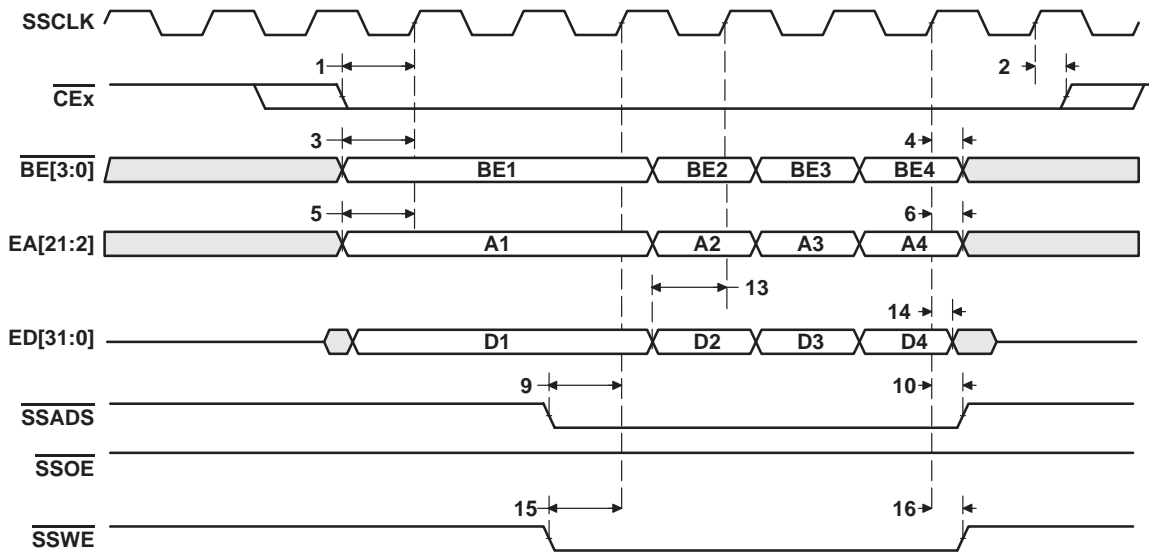 SSCLK
1
2
CEx
3
4
BE[3:0]
BE1
BE2
BE3
BE4
5
6
EA[21:2]
A1
A2
A3
A4
13
14
ED[31:0]
D1
D2
D3
D4
9
10
SSADS
SSOE
15
16
SSWE